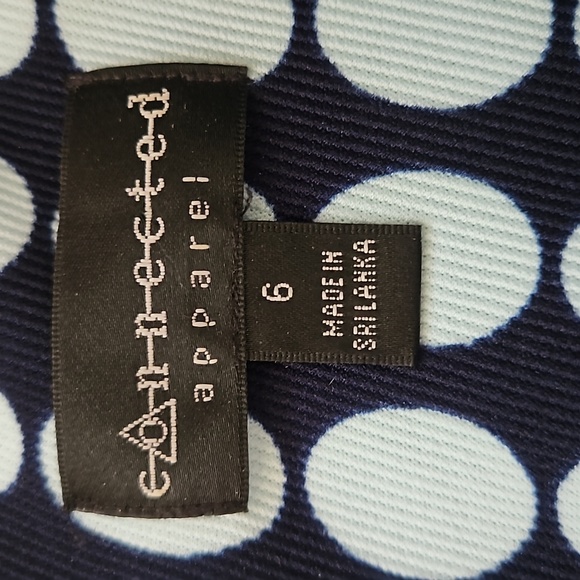 connected
apparel
6
MADE IN
SRI LANKA